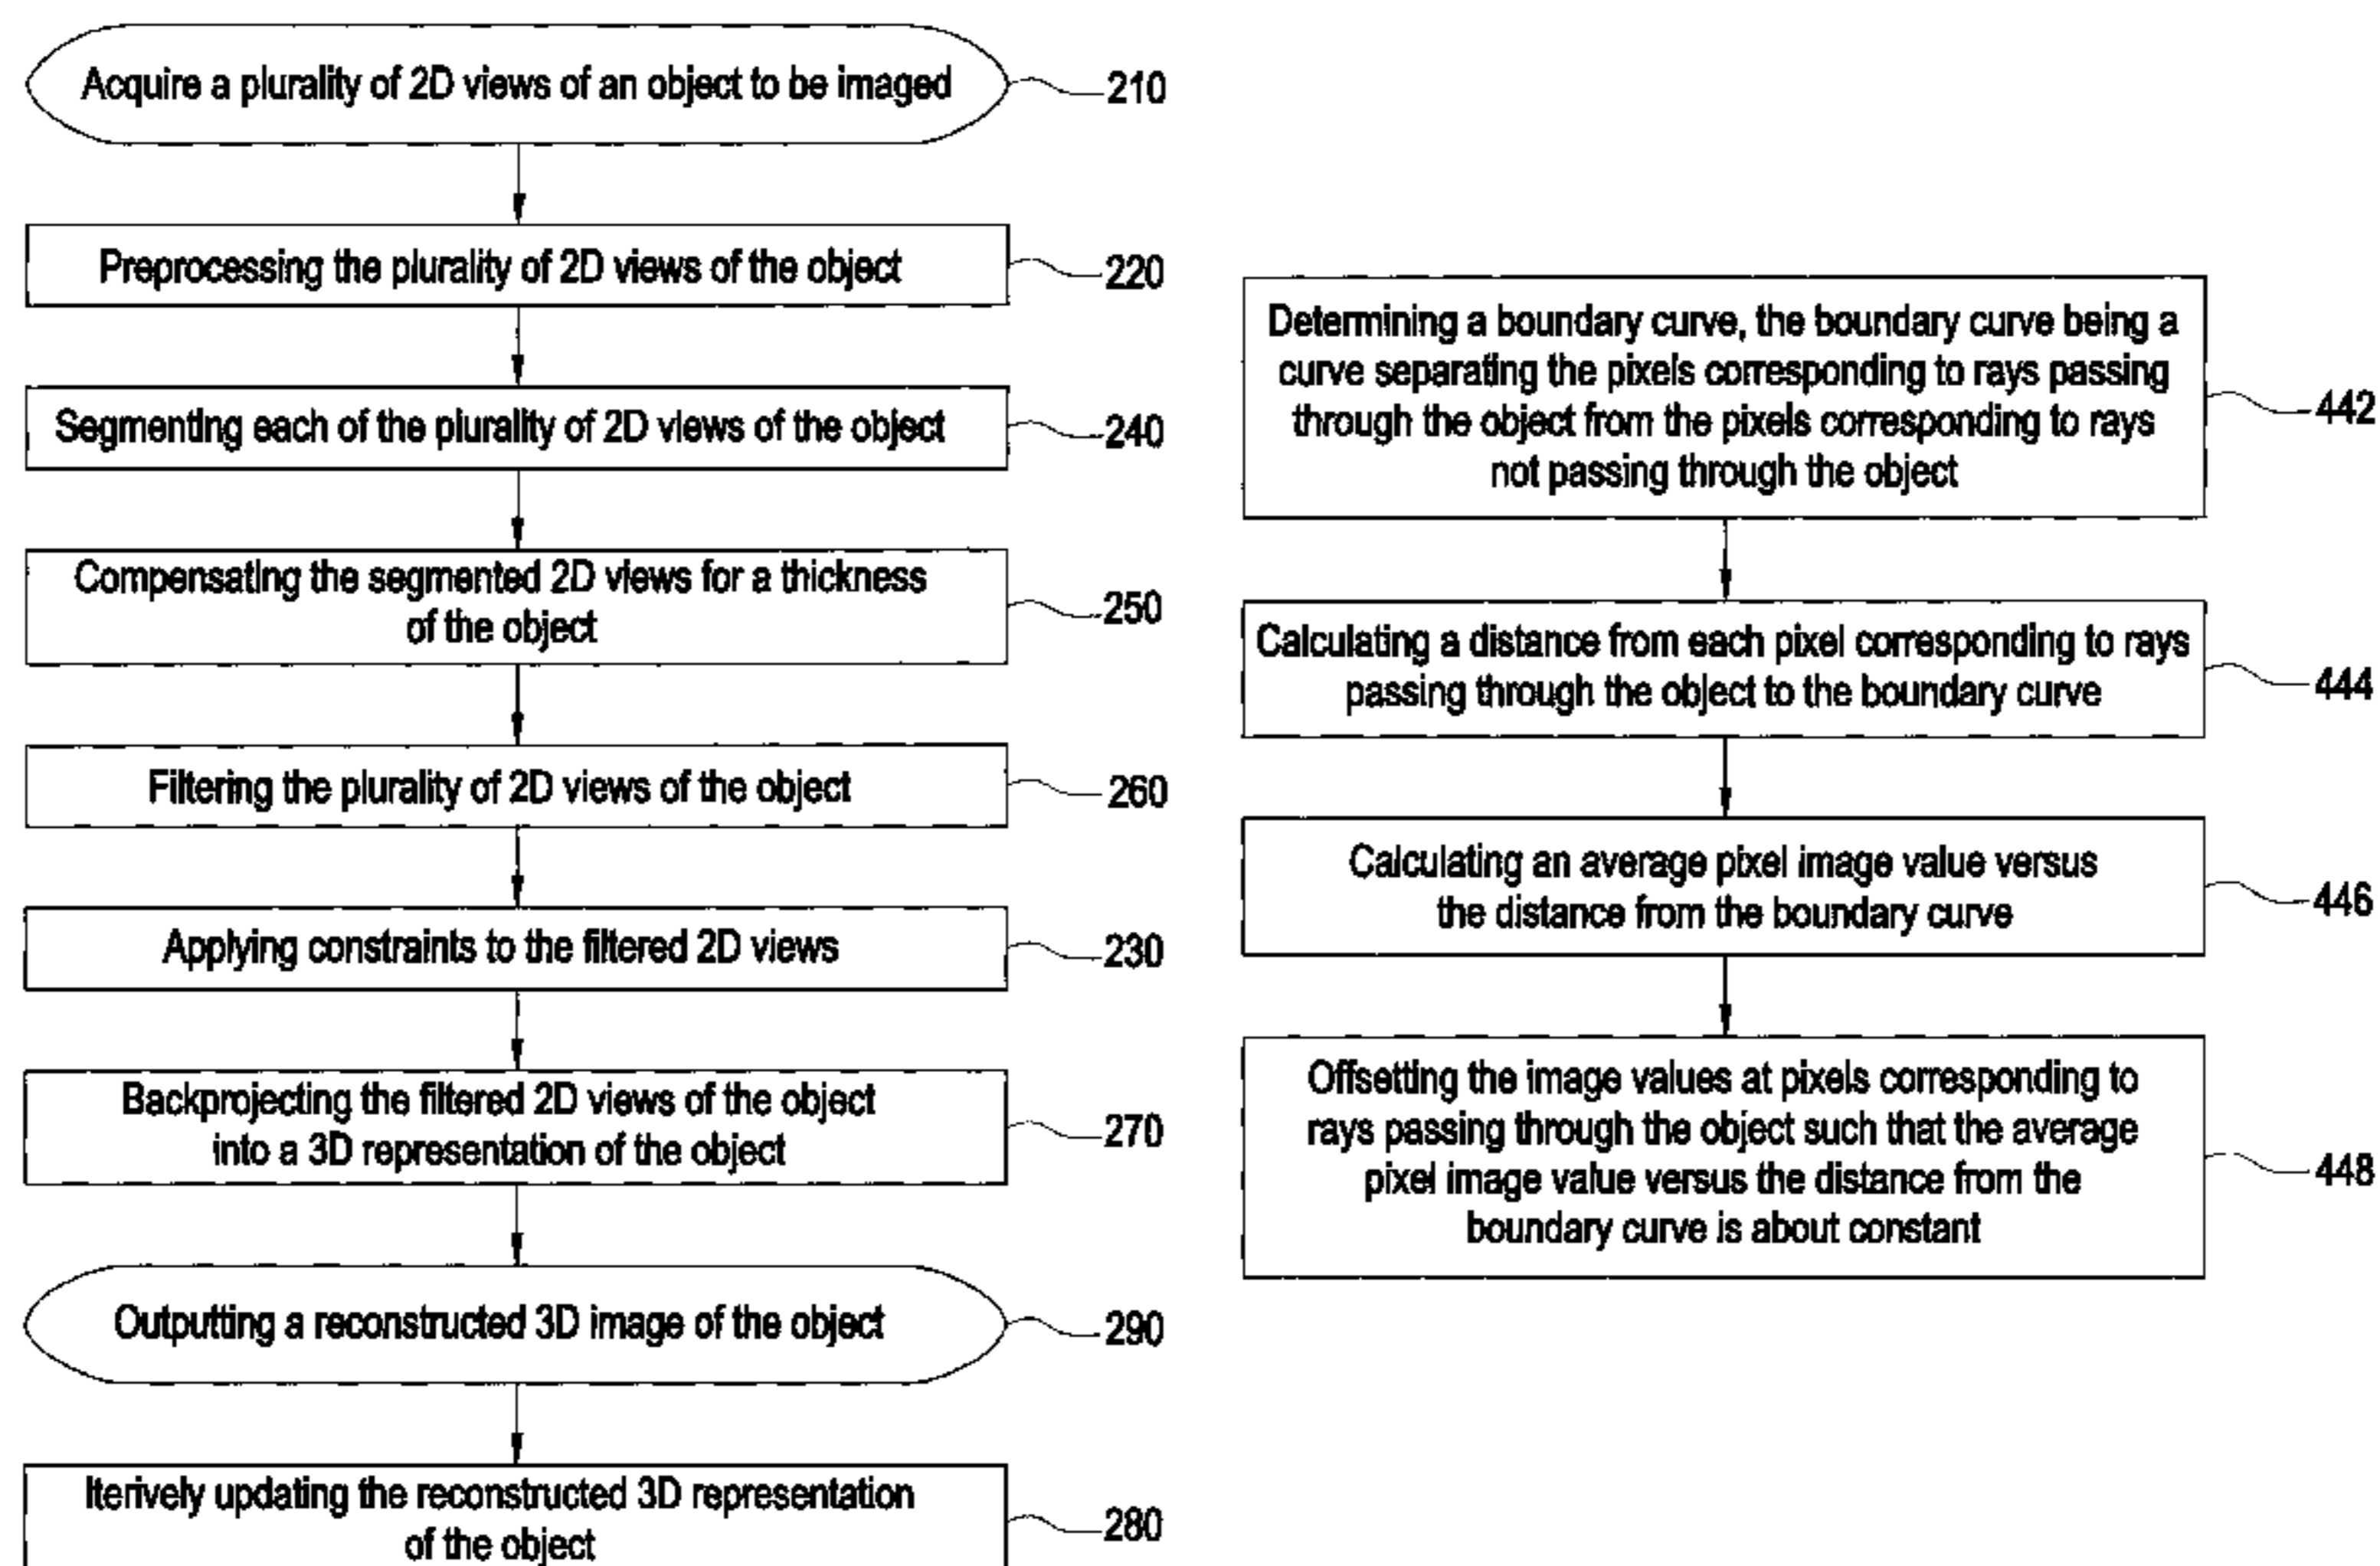 Acquire a plurality of 2D views of an object to be imaged
210
Preprocessing the plurality of 2D views of the object
220
Segmenting each of the plurality of 2D views of the object
240
Compensating the segmented 2D views for a thickness
of the object
250
Filtering the plurality of 2D views of the object
260
Applying constraints to the filtered 2D views
230
Backprojecting the filtered 2D views of the object
into a 3D representation of the object
270
Outputting a reconstructed 3D image of the object
290
Iterively updating the reconstructed 3D representation
of the object
280
Determining a boundary curve, the boundary curve being a
curve separating the pixels corresponding to rays passing
through the object from the pixels corresponding to rays
not passing through the object
442
Calculating a distance from each pixel corresponding to rays
passing through the object to the boundary curve
444
Calculating an average pixel image value versus
the distance from the boundary curve
446
Offsetting the image values at pixels corresponding to
rays passing through the object such that the average
pixel image value versus the distance from the
boundary curve is about constant
448